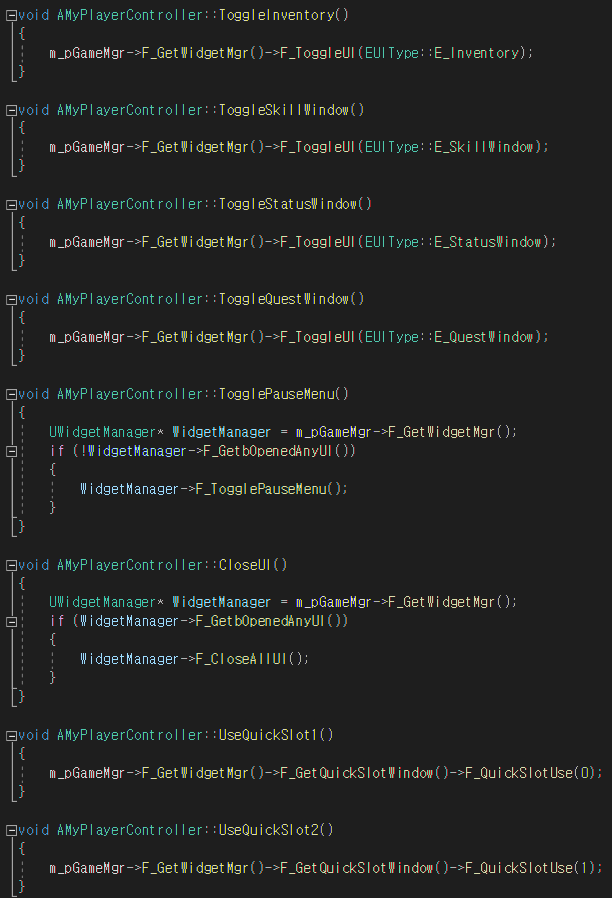 void AMyPlayerController::ToggleInventory()
{
m_pGameMgr->F_GetWidgetMgr()->F_ToggleUI(EUIType::E_Inventory);
}
void AMyPlayerController::ToggleSkillWindow()
{
m_pGameMgr->F_GetWidgetMgr()->F_ToggleUI(EUIType::E_SkillWindow);
}
void AMyPlayerController::ToggleStatusWindow()
{
m_pGameMgr->F_GetWidgetMgr()->F_ToggleUI(EUIType::E_StatusWindow);
}
void AMyPlayerController::ToggleQuestWindow()
{
m_pGameMgr->F_GetWidgetMgr()->F_ToggleUI(EUIType::E_QuestWindow);
}
void AMyPlayerController::TogglePauseMenu()
{
UWidgetManager* WidgetManager = m_pGameMgr->F_GetWidgetMgr();
if (!WidgetManager->F_GetbOpenedAnyUI())
{
WidgetManager->F_TogglePauseMenu();
}
}
void AMyPlayerController::CloseUI()
{
UWidgetManager* WidgetManager = m_pGameMgr->F_GetWidgetMgr();
if (WidgetManager->F_GetbOpenedAnyUI())
{
WidgetManager->F_CloseAllUI();
}
}
void AMyPlayerController::UseQuickSlot1()
{
m_pGameMgr->F_GetWidgetMgr()->F_GetQuickSlotWindow()->F_QuickSlotUse(0);
}
void AMyPlayerController::UseQuickSlot2()
{
m_pGameMgr->F_GetWidgetMgr()->F_GetQuickSlotWindow()->F_QuickSlotUse(1);
}